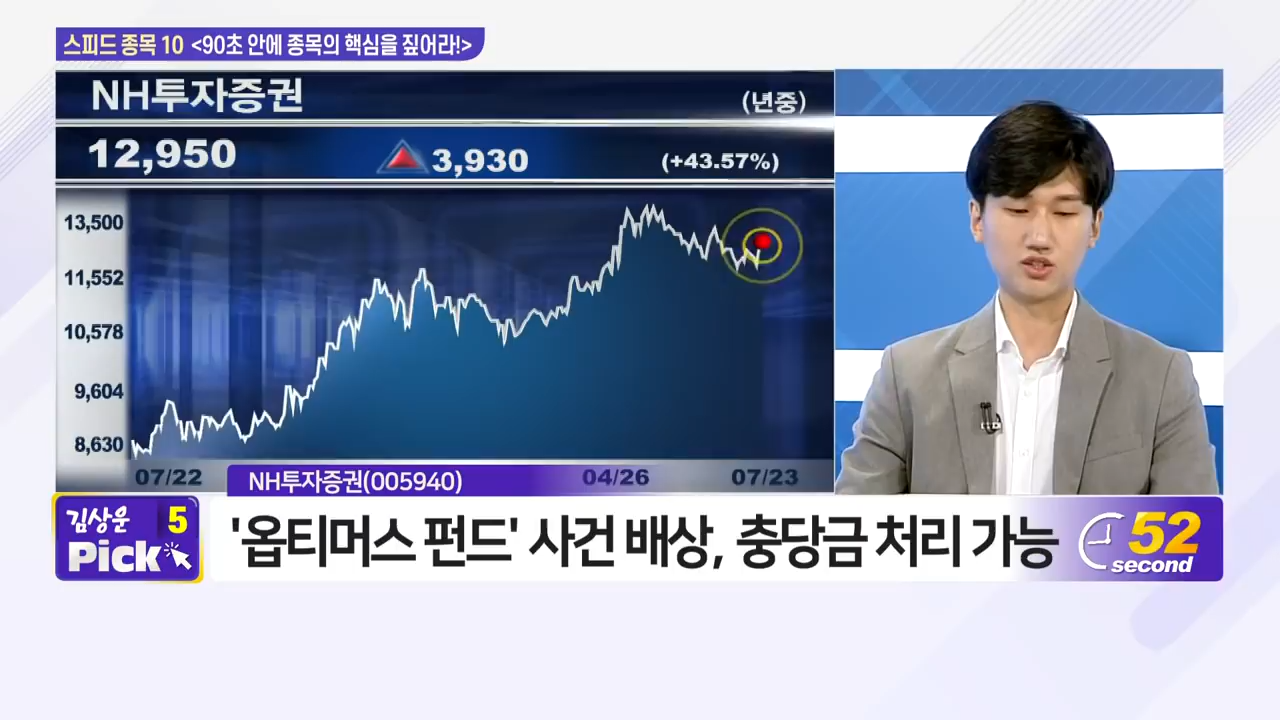 스피드 종목 10 <90초 안에 종목의 핵심을 짚어라!>
NH투자증권
(년중)
12,950
3,930
(+43.57%)
13,500
11,552
10,578
9,604
8,630
07/22
04/26
07/23
NH투자증권(005940)
김상운 5
Pick
'옵티머스 펀드' 사건 배상, 충당금 처리 가능
52
second